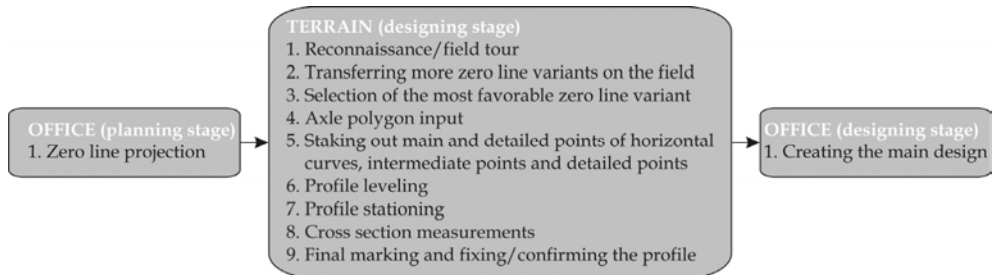 OFFICE (planning stage)
1. Zero line projection
TERRAIN (designing stage)
1. Reconnaissance/field tour
2. Transferring more zero line variants on the field
3. Selection of the most favorable zero line variant
4. Axle polygon input
5. Staking out main and detailed points of horizontal
curves, intermediate points and detailed points
6. Profile leveling
7. Profile stationing
8. Cross section measurements
9. Final marking and fixing/confirming the profile
OFFICE (designing stage)
1. Creating the main design